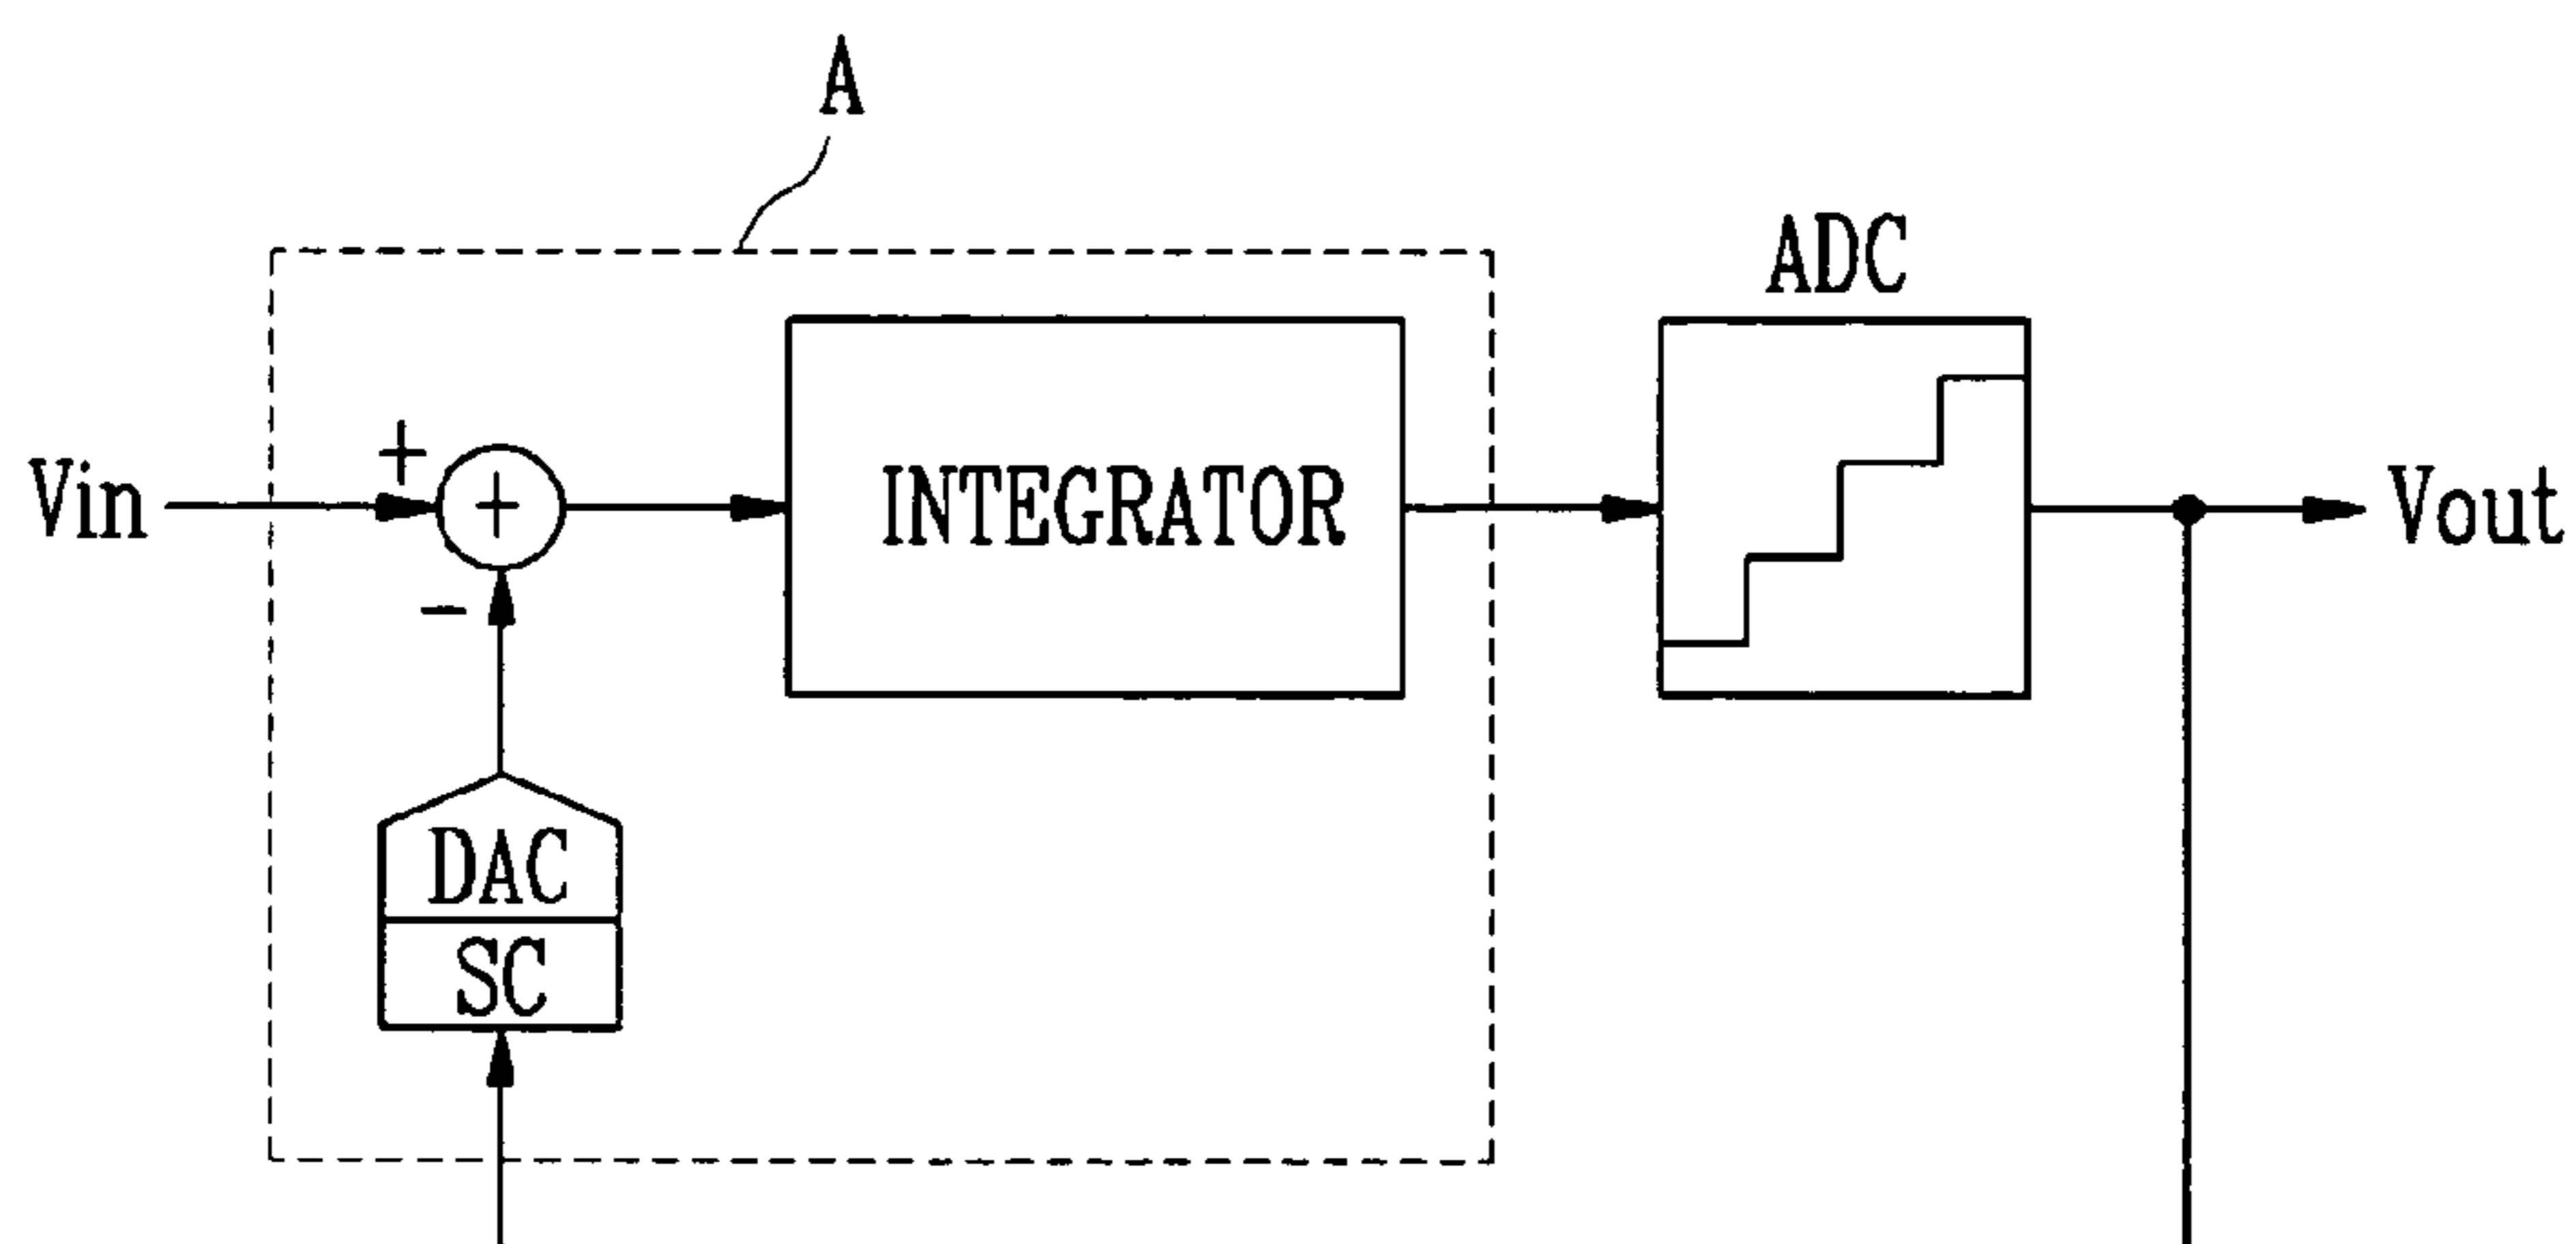 A
ADC
+
Vin
+
INTEGRATOR
Vout
−
DAC
SC